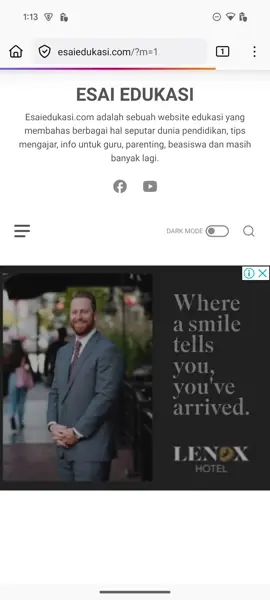 1:13
esaiedukasi.com/?m=1
1
ESAI EDUKASI
Esaiedukasi.com adalah sebuah website edukasi yang
membahas berbagai hal seputar dunia pendidikan, tips
mengajar, info untuk guru, parenting, beasiswa dan masih
banyak lagi.
DARK MODE
Where
a smile
tells
you,
you've
arrived.
LENOX
HOTEL